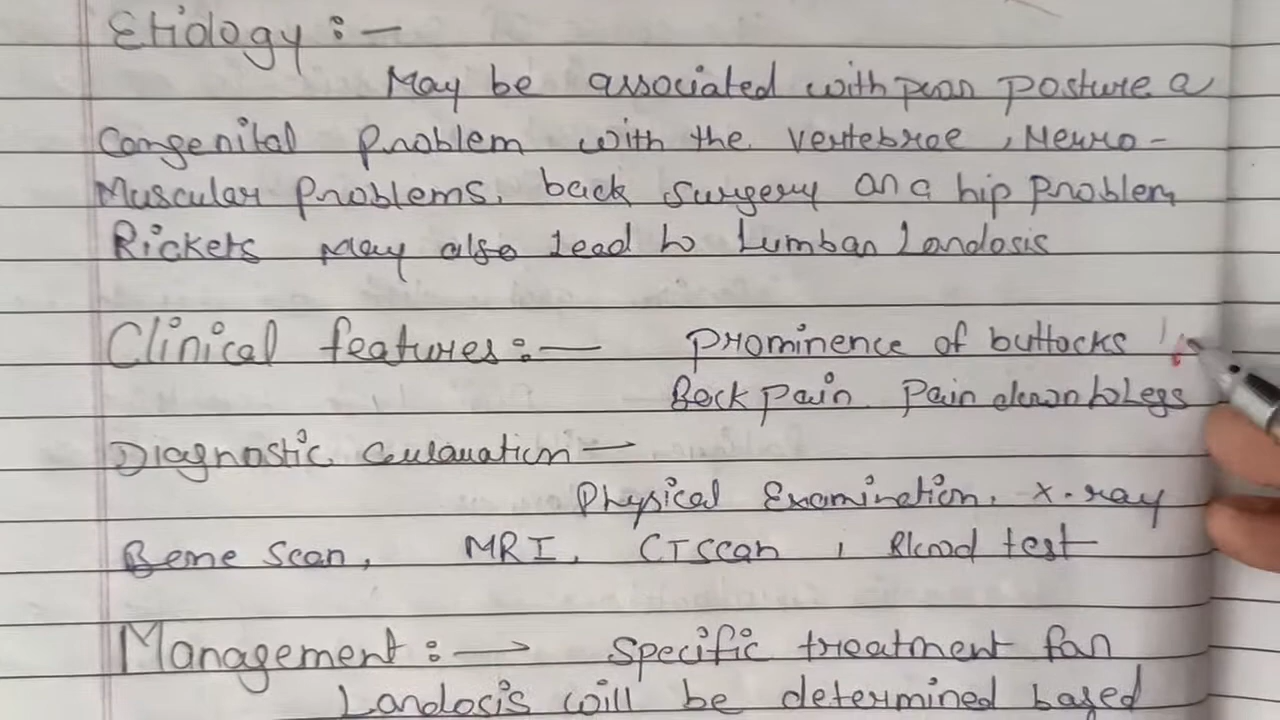 Etiology :-
May be associated with poor posture a
Congenital Problem with the vertebrae, Neuro-
Muscular Problems, back surgery or a hip problem
Rickets may also lead to Lumbar Lordosis
Clinical features :— Prominence of buttocks
Back pain Pain down to Legs
Diagnostic evaluation —
Physical Examination, X-ray
Bone Scan, MRI, CT scan, Blood test
Management :→ Specific treatment for
Lordosis will be determined based